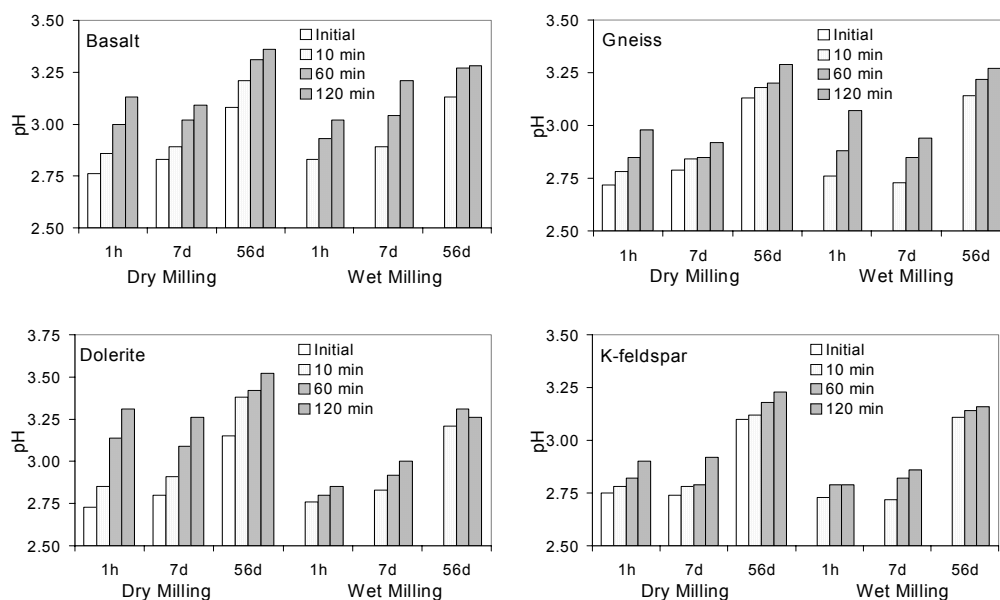 Basalt
Initial
10 min
60 min
120 min
3.50
3.25
3.00
2.75
2.50
pH
1h 7d 56d 1h 7d 56d
Dry Milling Wet Milling
Gneiss
Initial
10 min
60 min
120 min
3.50
3.25
3.00
2.75
2.50
pH
1h 7d 56d 1h 7d 56d
Dry Milling Wet Milling
Dolerite
Initial
10 min
60 min
120 min
3.75
3.50
3.25
3.00
2.75
2.50
pH
1h 7d 56d 1h 7d 56d
Dry Milling Wet Milling
K-feldspar
Initial
10 min
60 min
120 min
3.50
3.25
3.00
2.75
2.50
pH
1h 7d 56d 1h 7d 56d
Dry Milling Wet Milling